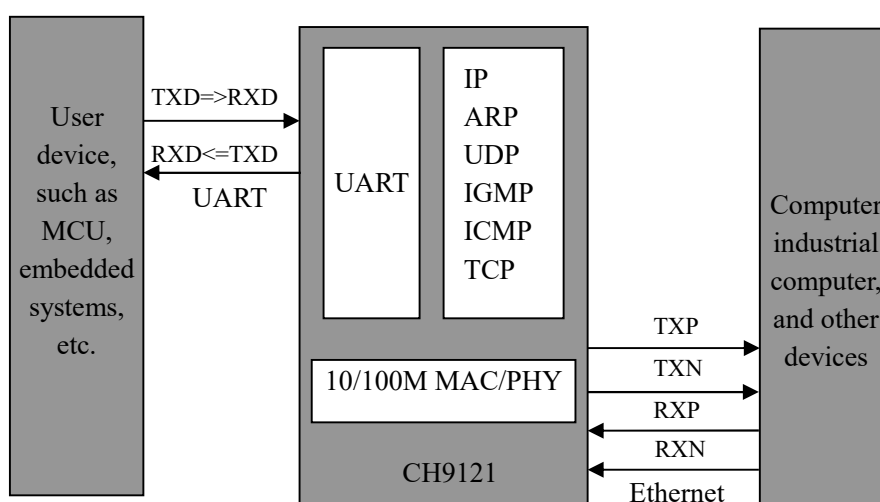 User
device,
such as
MCU,
embedded
systems,
etc.
TXD=>RXD
RXD<=TXD
UART
UART
IP
ARP
UDP
IGMP
ICMP
TCP
10/100M MAC/PHY
CH9121
TXP
TXN
RXP
RXN
Ethernet
Computer
industrial
computer,
and other
devices